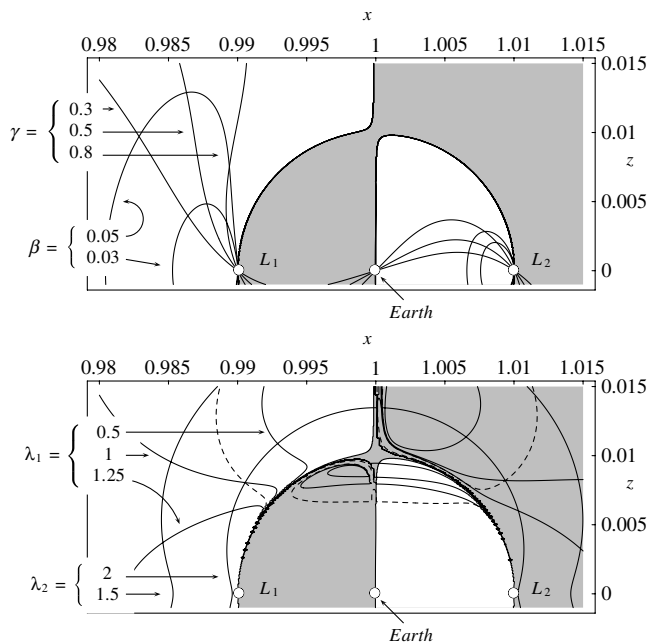 x
0.98 0.985 0.99 0.995 1 1.005 1.01 1.015
0.015
γ = { 0.3
0.5
0.8
0.01
z
0.005
β = { 0.05
0.03
L1
L2
0
Earth
x
0.98 0.985 0.99 0.995 1 1.005 1.01 1.015
0.015
λ1 = { 0.5
1
1.25
0.01
z
0.005
λ2 = { 2
1.5
L1
L2
0
Earth